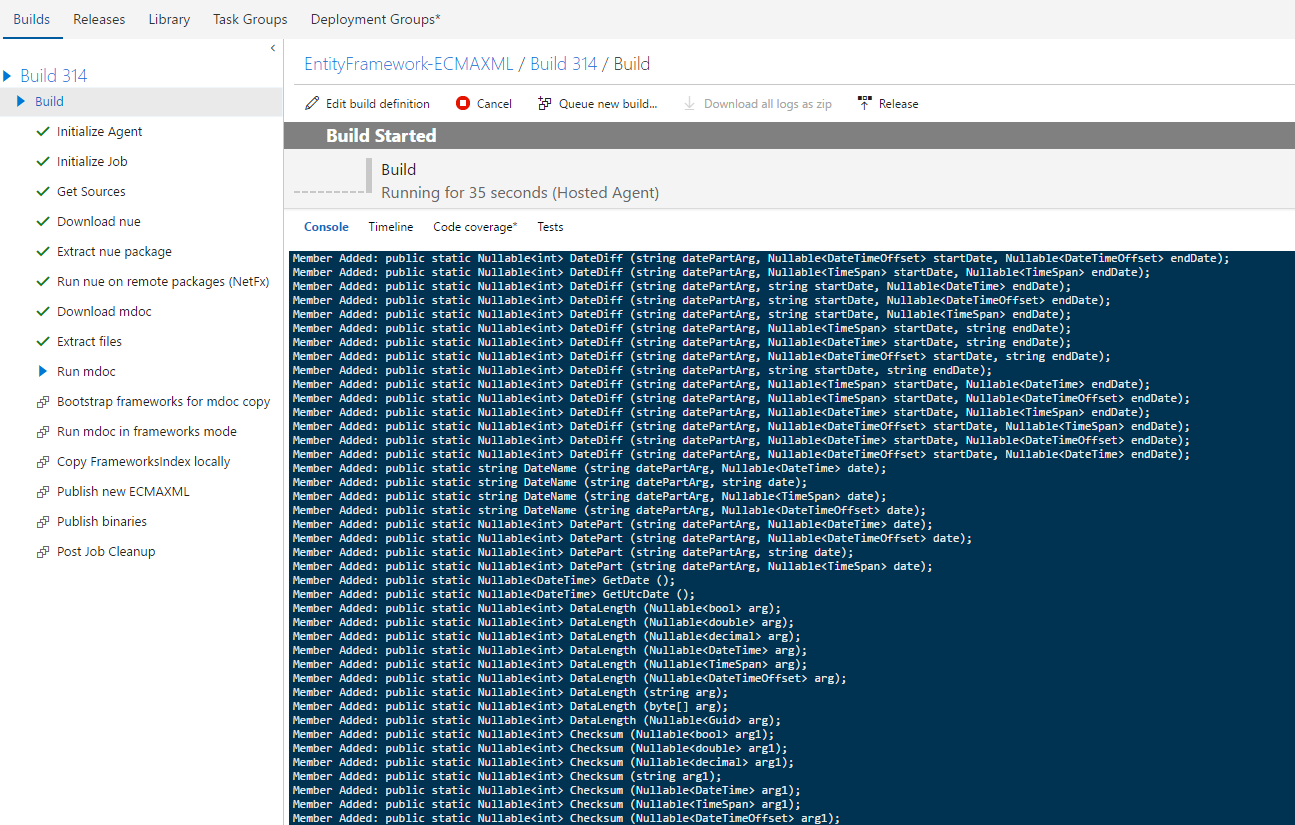 Builds Releases Library Task Groups Deployment Groups*
Build 314
Build
Initialize Agent
Initialize Job
Get Sources
Download nue
Extract nue package
Run nue on remote packages (NetFx)
Download mdoc
Extract files
Run mdoc
Bootstrap frameworks for mdoc copy
Run mdoc in frameworks mode
Copy FrameworksIndex locally
Publish new ECMAXML
Publish binaries
Post Job Cleanup
EntityFramework-ECMAXML / Build 314 / Build
Edit build definition Cancel Queue new build... Download all logs as zip Release
Build Started
Build
Running for 35 seconds (Hosted Agent)
Console Timeline Code coverage* Tests
Member Added: public static Nullable<int> DateDiff (string datePartArg, Nullable<DateTimeOffset> startDate, Nullable<DateTimeOffset> endDate);
Member Added: public static Nullable<int> DateDiff (string datePartArg, Nullable<TimeSpan> startDate, Nullable<TimeSpan> endDate);
Member Added: public static Nullable<int> DateDiff (string datePartArg, string startDate, Nullable<DateTime> endDate);
Member Added: public static Nullable<int> DateDiff (string datePartArg, string startDate, Nullable<DateTimeOffset> endDate);
Member Added: public static Nullable<int> DateDiff (string datePartArg, string startDate, Nullable<TimeSpan> endDate);
Member Added: public static Nullable<int> DateDiff (string datePartArg, Nullable<TimeSpan> startDate, string endDate);
Member Added: public static Nullable<int> DateDiff (string datePartArg, Nullable<DateTime> startDate, string endDate);
Member Added: public static Nullable<int> DateDiff (string datePartArg, Nullable<DateTimeOffset> startDate, string endDate);
Member Added: public static Nullable<int> DateDiff (string datePartArg, string startDate, string endDate);
Member Added: public static Nullable<int> DateDiff (string datePartArg, Nullable<TimeSpan> startDate, Nullable<DateTime> endDate);
Member Added: public static Nullable<int> DateDiff (string datePartArg, Nullable<TimeSpan> startDate, Nullable<DateTimeOffset> endDate);
Member Added: public static Nullable<int> DateDiff (string datePartArg, Nullable<DateTime> startDate, Nullable<TimeSpan> endDate);
Member Added: public static Nullable<int> DateDiff (string datePartArg, Nullable<DateTimeOffset> startDate, Nullable<TimeSpan> endDate);
Member Added: public static Nullable<int> DateDiff (string datePartArg, Nullable<DateTime> startDate, Nullable<DateTimeOffset> endDate);
Member Added: public static Nullable<int> DateDiff (string datePartArg, Nullable<DateTimeOffset> startDate, Nullable<DateTime> endDate);
Member Added: public static string DateName (string datePartArg, Nullable<DateTime> date);
Member Added: public static string DateName (string datePartArg, string date);
Member Added: public static string DateName (string datePartArg, Nullable<TimeSpan> date);
Member Added: public static string DateName (string datePartArg, Nullable<DateTimeOffset> date);
Member Added: public static Nullable<int> DatePart (string datePartArg, Nullable<DateTime> date);
Member Added: public static Nullable<int> DatePart (string datePartArg, Nullable<DateTimeOffset> date);
Member Added: public static Nullable<int> DatePart (string datePartArg, string date);
Member Added: public static Nullable<int> DatePart (string datePartArg, Nullable<TimeSpan> date);
Member Added: public static Nullable<DateTime> GetDate ();
Member Added: public static Nullable<DateTime> GetUtcDate ();
Member Added: public static Nullable<int> DataLength (Nullable<bool> arg);
Member Added: public static Nullable<int> DataLength (Nullable<double> arg);
Member Added: public static Nullable<int> DataLength (Nullable<decimal> arg);
Member Added: public static Nullable<int> DataLength (Nullable<DateTime> arg);
Member Added: public static Nullable<int> DataLength (Nullable<TimeSpan> arg);
Member Added: public static Nullable<int> DataLength (Nullable<DateTimeOffset> arg);
Member Added: public static Nullable<int> DataLength (string arg);
Member Added: public static Nullable<int> DataLength (byte[] arg);
Member Added: public static Nullable<int> DataLength (Nullable<Guid> arg);
Member Added: public static Nullable<int> Checksum (Nullable<bool> arg1);
Member Added: public static Nullable<int> Checksum (Nullable<double> arg1);
Member Added: public static Nullable<int> Checksum (Nullable<decimal> arg1);
Member Added: public static Nullable<int> Checksum (string arg1);
Member Added: public static Nullable<int> Checksum (Nullable<DateTime> arg1);
Member Added: public static Nullable<int> Checksum (Nullable<TimeSpan> arg1);
Member Added: public static Nullable<int> Checksum (Nullable<DateTimeOffset> arg1);